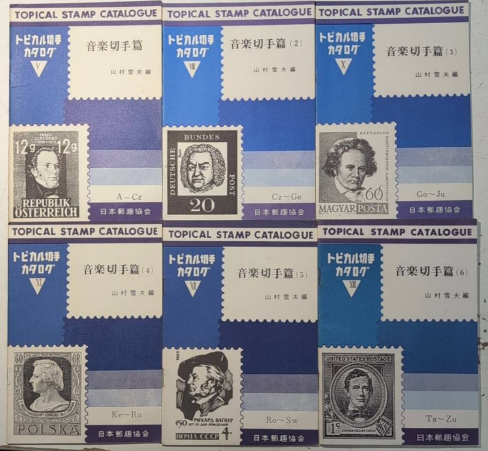 TOPICAL STAMP CATALOGUE
トピカル切手
カタログ
V
音楽切手篇
山村雪夫編
12g 12g
REPUBLIK
ÖSTERREICH
A～Cz
日本郵趣協会
TOPICAL STAMP CATALOGUE
トピカル切手
カタログ
音楽切手篇(2)
山村雪夫編
DEUTSCHE
BUNDES
POST
20
Cz～Ge
日本郵趣協会
TOPICAL STAMP CATALOGUE
トピカル切手
カタログ
X
音楽切手篇(3)
山村雪夫編
BEETHOVEN
60
MAGYAR POSTA
Go～Ju
日本郵趣協会
TOPICAL STAMP CATALOGUE
トピカル切手
カタログ
XI
音楽切手篇(4)
山村雪夫編
60 GR
POLSKA
Ke～Ro
日本郵趣協会
TOPICAL STAMP CATALOGUE
トピカル切手
カタログ
XII
音楽切手篇(5)
山村雪夫編
РИХАРД ВАГНЕР
150
ПОЧТА СССР
4
Ro～Sw
日本郵趣協会
TOPICAL STAMP CATALOGUE
トピカル切手
カタログ
XIII
音楽切手篇(6)
山村雪夫編
UNITED STATES POSTAGE
1¢
Ta～Zu
日本郵趣協会